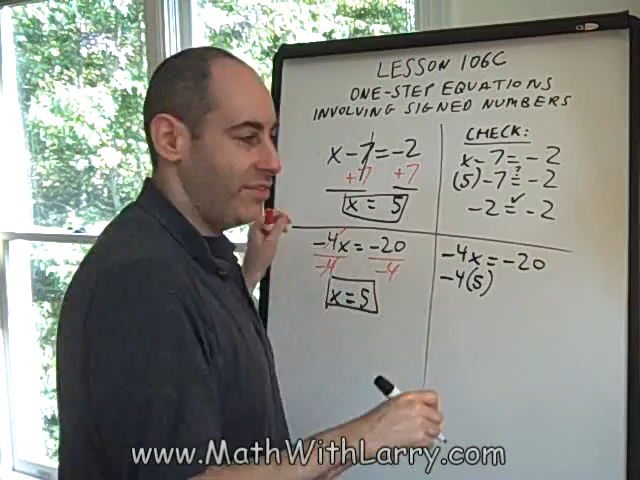 LESSON 106C
ONE-STEP EQUATIONS
INVOLVING SIGNED NUMBERS
x - 7 = -2
+7 +7
x = 5
CHECK:
x - 7 = -2
(5) - 7 ?= -2
-2 =✓ -2
-4x = -20
-4 -4
x = 5
-4x = -20
-4(5)
www.MathWithLarry.com